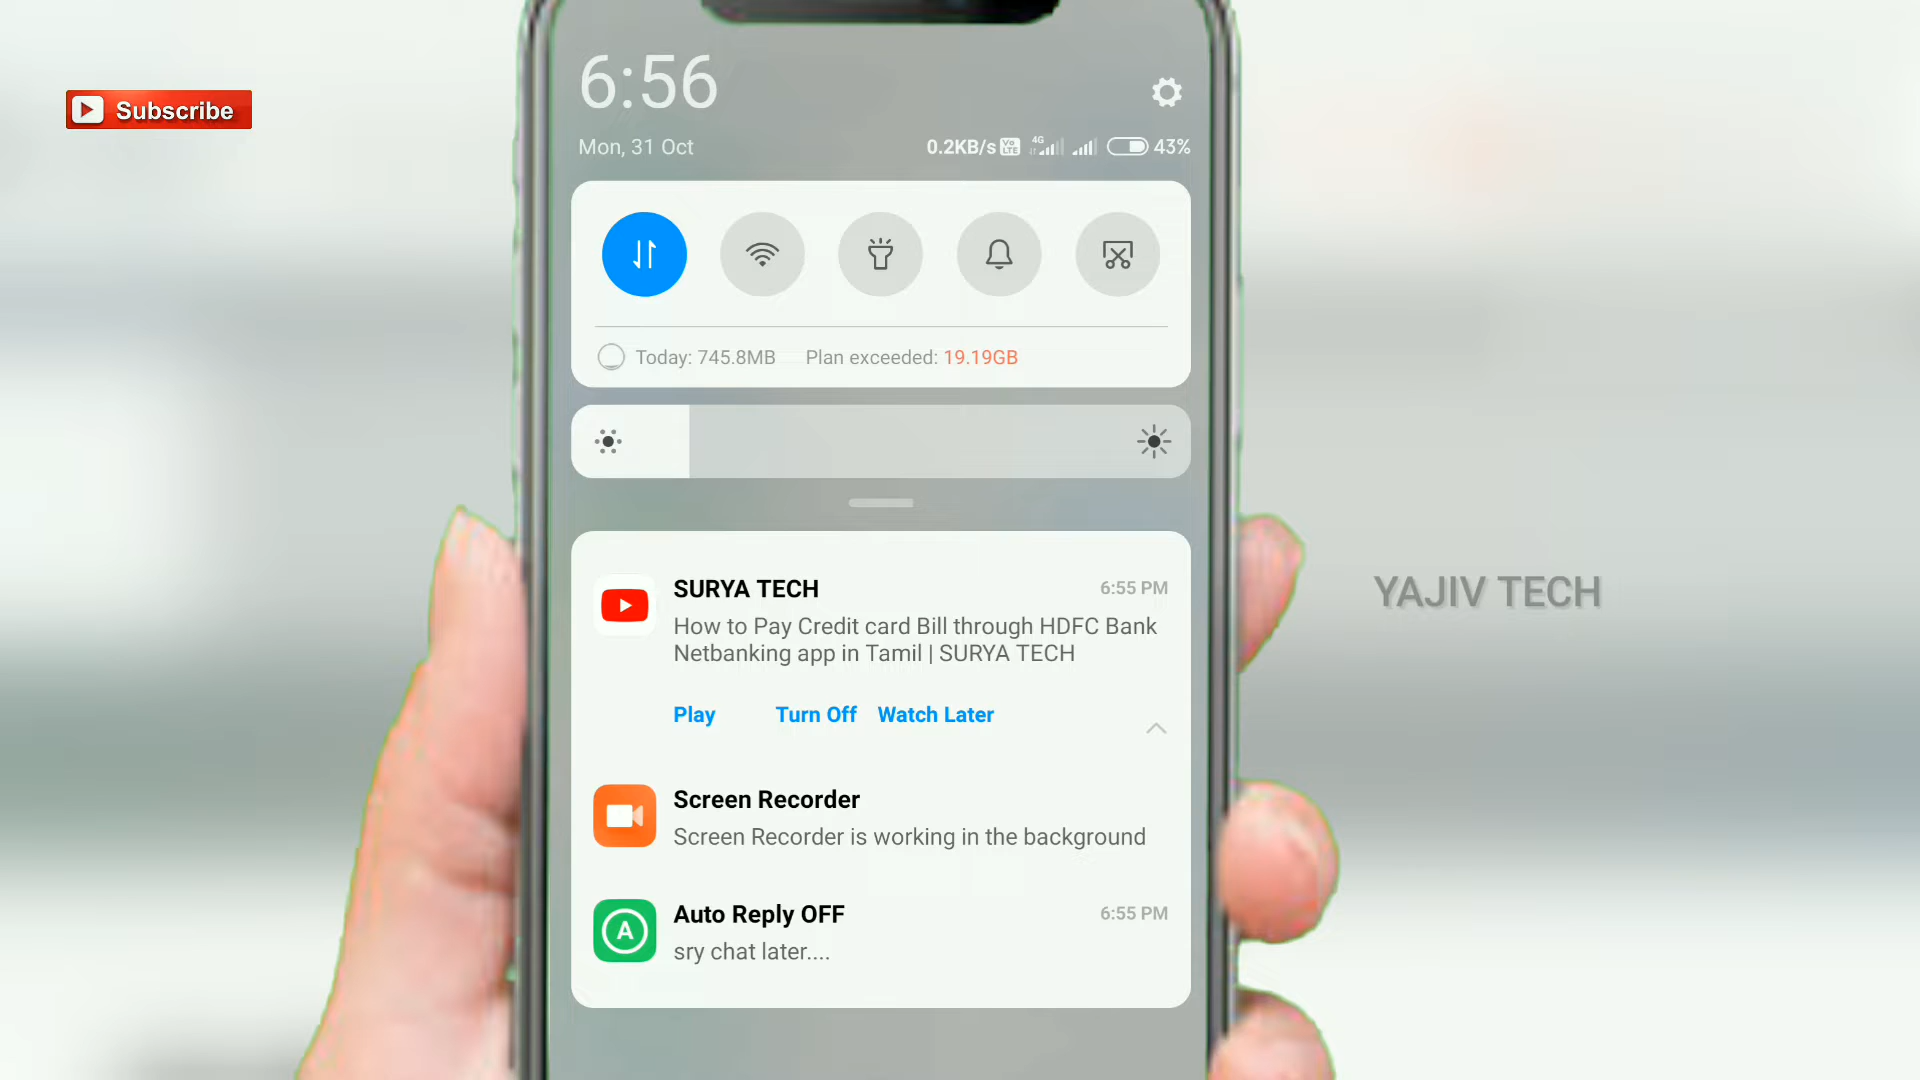 Subscribe
6:56
Mon, 31 Oct
0.2KB/s Vo LTE 4G 43%
Today: 745.8MB Plan exceeded: 19.19GB
SURYA TECH 6:55 PM
How to Pay Credit card Bill through HDFC Bank
Netbanking app in Tamil | SURYA TECH
Play Turn Off Watch Later
Screen Recorder
Screen Recorder is working in the background
A
Auto Reply OFF 6:55 PM
sry chat later....
YAJIV TECH